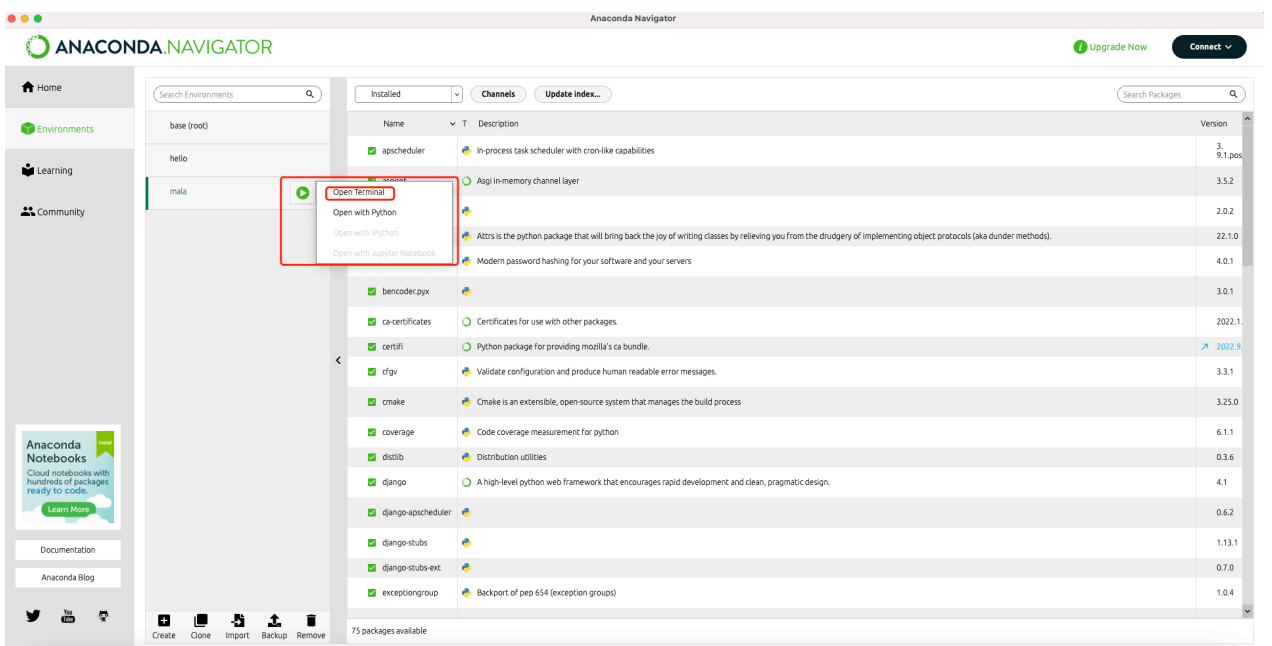 Anaconda Navigator
ANACONDA.NAVIGATOR
Upgrade Now
Connect
Home
Environments
Learning
Community
Search Environments
base (root)
hello
mala
Open Terminal
Open with Python
Open with IPython
Open with Jupyter Notebook
Installed
Channels
Update index...
Search Packages
Name T Description Version
apscheduler In-process task scheduler with cron-like capabilities 3.
9.1.pos
asgiref Asgi in-memory channel layer 3.5.2
2.0.2
Attrs is the python package that will bring back the joy of writing classes by relieving you from the drudgery of implementing object protocols (aka dunder methods). 22.1.0
Modern password hashing for your software and your servers 4.0.1
bencoder.pyx 3.0.1
ca-certificates Certificates for use with other packages. 2022.1.
certifi Python package for providing mozilla's ca bundle. 2022.9.
cfgv Validate configuration and produce human readable error messages. 3.3.1
cmake Cmake is an extensible, open-source system that manages the build process 3.25.0
coverage Code coverage measurement for python 6.1.1
distlib Distribution utilities 0.3.6
django A high-level python web framework that encourages rapid development and clean, pragmatic design. 4.1
django-apscheduler 0.6.2
django-stubs 1.13.1
django-stubs-ext 0.7.0
exceptiongroup Backport of pep 654 (exception groups) 1.0.4
75 packages available
Create Clone Import Backup Remove
New!
Anaconda
Notebooks
Cloud notebooks with
hundreds of packages
ready to code.
Learn More
Documentation
Anaconda Blog
You
Tube